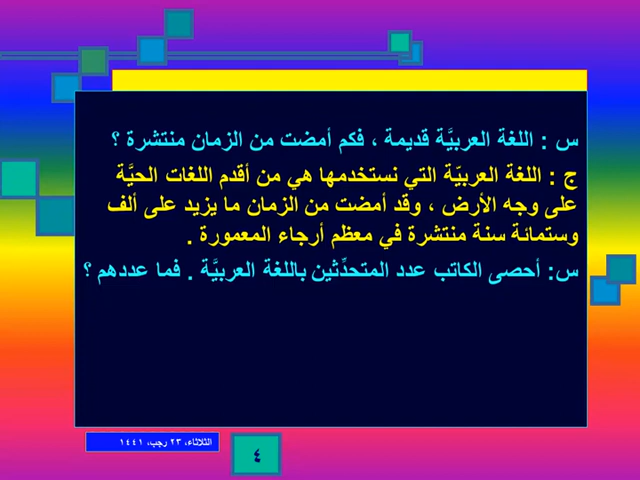 س : اللغة العربيَّة قديمة ، فكم أمضت من الزمان منتشرة ؟
ج : اللغة العربيّة التي نستخدمها هي من أقدم اللغات الحيَّة
على وجه الأرض ، وقد أمضت من الزمان ما يزيد على ألف
وستمائة سنة منتشرة في معظم أرجاء المعمورة .
س: أحصى الكاتب عدد المتحدِّثين باللغة العربيَّة . فما عددهم ؟
الثلاثاء، ٢٣ رجب، ١٤٤١
٤